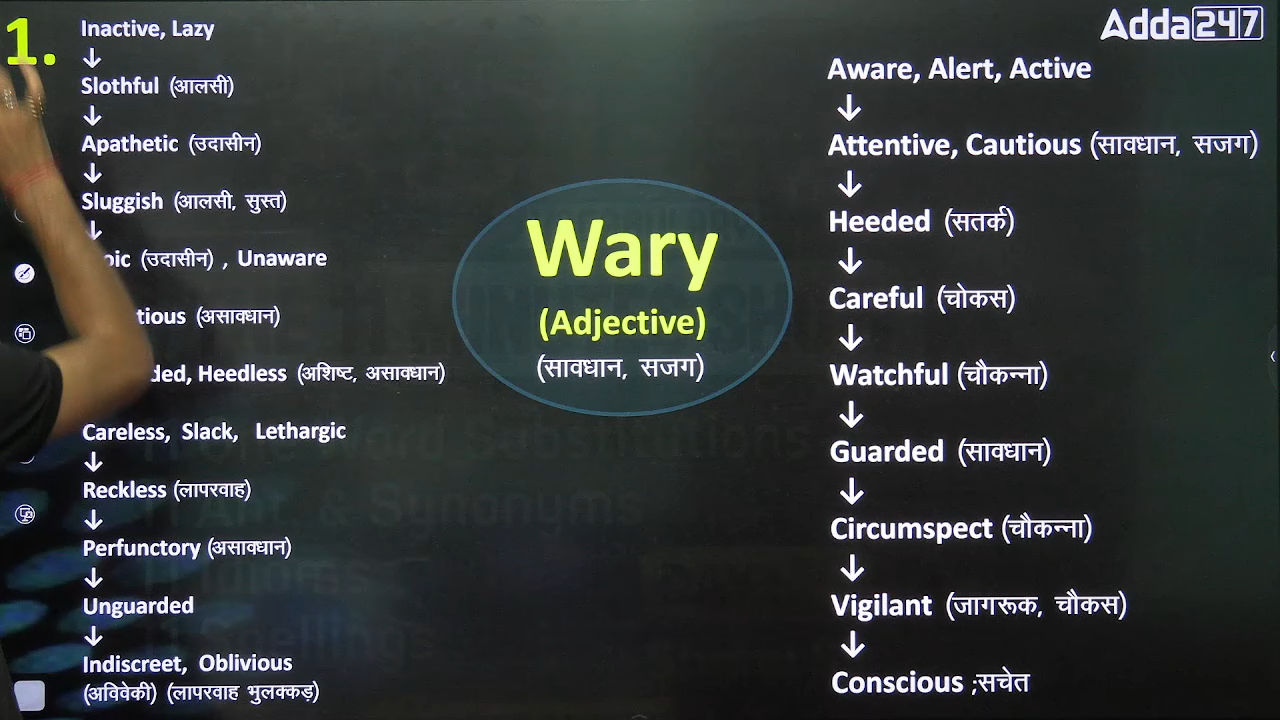 1.
Inactive, Lazy
Slothful (आलसी)
Apathetic (उदासीन)
Sluggish (आलसी, सुस्त)
(उदासीन) , Unaware
(असावधान)
Heedless (अशिष्ट, असावधान)
Careless, Slack, Lethargic
Reckless (लापरवाह)
Perfunctory (असावधान)
Unguarded
Indiscreet, Oblivious
(अविवेकी) (लापरवाह भुलक्कड़)
Wary
(Adjective)
(सावधान, सजग)
Adda247
Aware, Alert, Active
Attentive, Cautious (सावधान, सजग)
Heeded (सतर्क)
Careful (चोकस)
Watchful (चौकन्ना)
Guarded (सावधान)
Circumspect (चौकन्ना)
Vigilant (जागरूक, चौकस)
Conscious ;सचेत